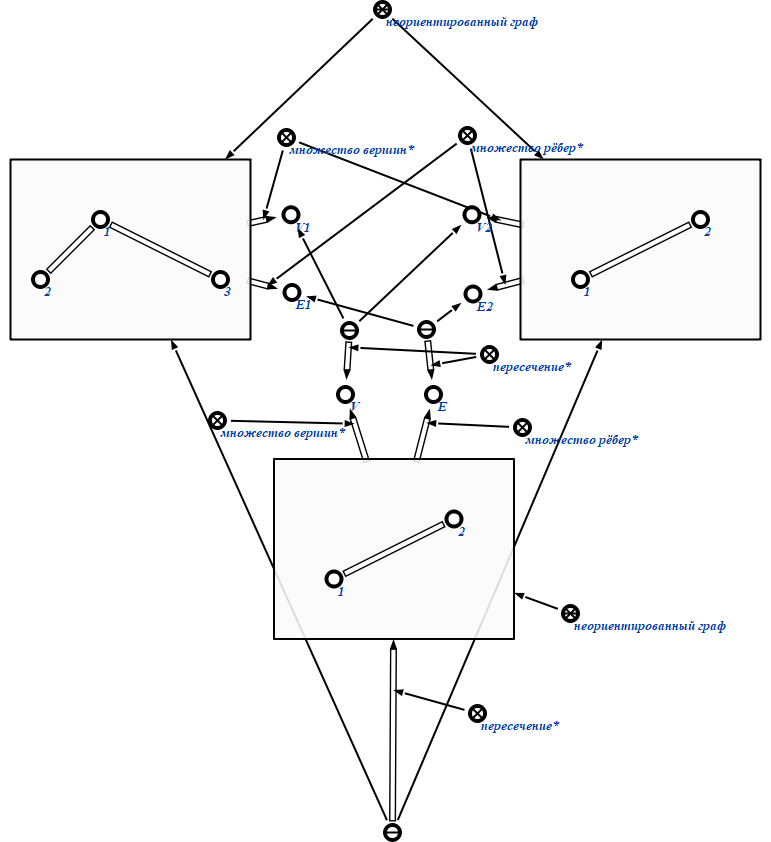 неориентированный граф
множество вершин*
множество рёбер*
1
2
3
V1
V2
E1
E2
2
1
пересечение*
V
E
множество вершин*
множество рёбер*
2
1
неориентированный граф
пересечение*